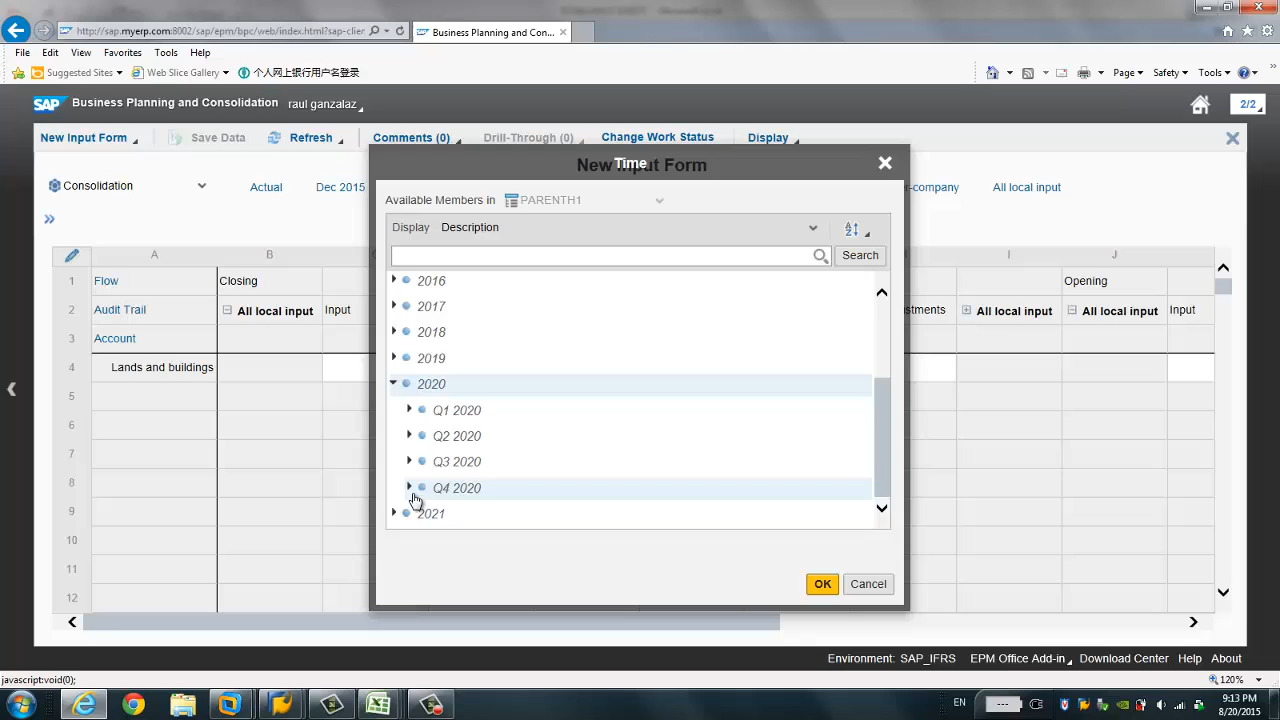 http://sap.myerp.com:8002/sap/epm/bpc/web/index.html?sap-clier
Business Planning and Con...
File Edit View Favorites Tools Help
Suggested Sites Web Slice Gallery 个人网上银行用户名登录 Page Safety Tools
SAP Business Planning and Consolidation raul ganzalaz 2/2
New Input Form Save Data Refresh Comments (0) Drill-Through (0) Change Work Status Display
Time
New Input Form
Consolidation Actual Dec 2015 r-company All local input
Available Members in PARENTH1
Display Description
Search
A B I J
1 Flow Closing Opening
2 Audit Trail All local input Input tments All local input All local input Input
3 Account
4 Lands and buildings
5
6
7
8
9
10
11
12
2016
2017
2018
2019
2020
Q1 2020
Q2 2020
Q3 2020
Q4 2020
2021
OK Cancel
Environment: SAP_IFRS EPM Office Add-in Download Center Help About
javascript:void(0); 120%
EN 9:13 PM
8/20/2015